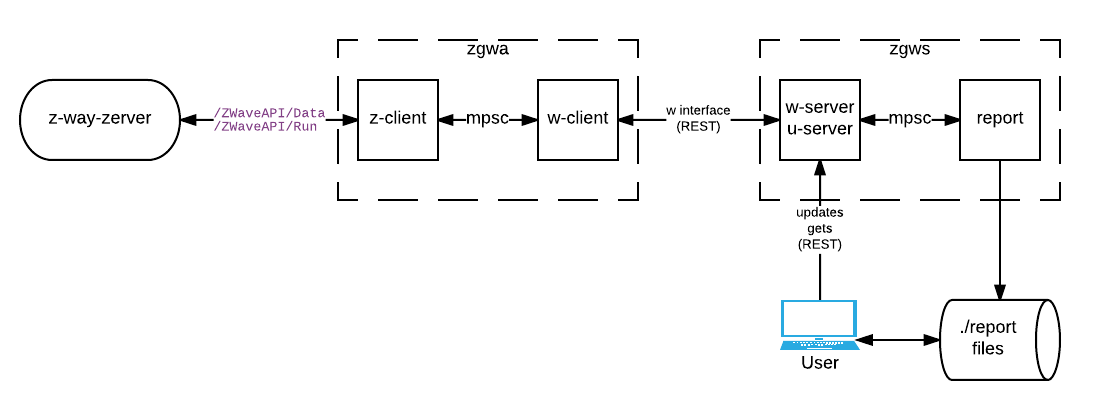 zgwa
zgws
z-way-zerver
/ZWaveAPI/Data
/ZWaveAPI/Run
z-client
mpsc
w-client
w interface
(REST)
w-server
u-server
mpsc
report
updates
gets
(REST)
User
./report
files